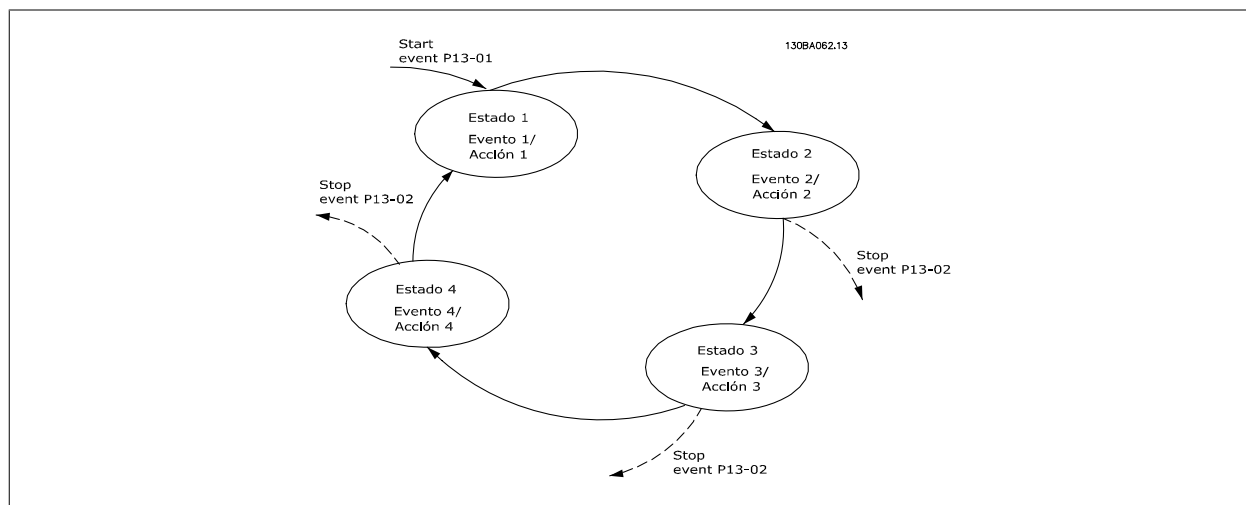 Start
event P13-01
130BA062.13
Estado 1
Evento 1/
Acción 1
Estado 2
Evento 2/
Acción 2
Stop
event P13-02
Stop
event P13-02
Estado 4
Evento 4/
Acción 4
Estado 3
Evento 3/
Acción 3
Stop
event P13-02